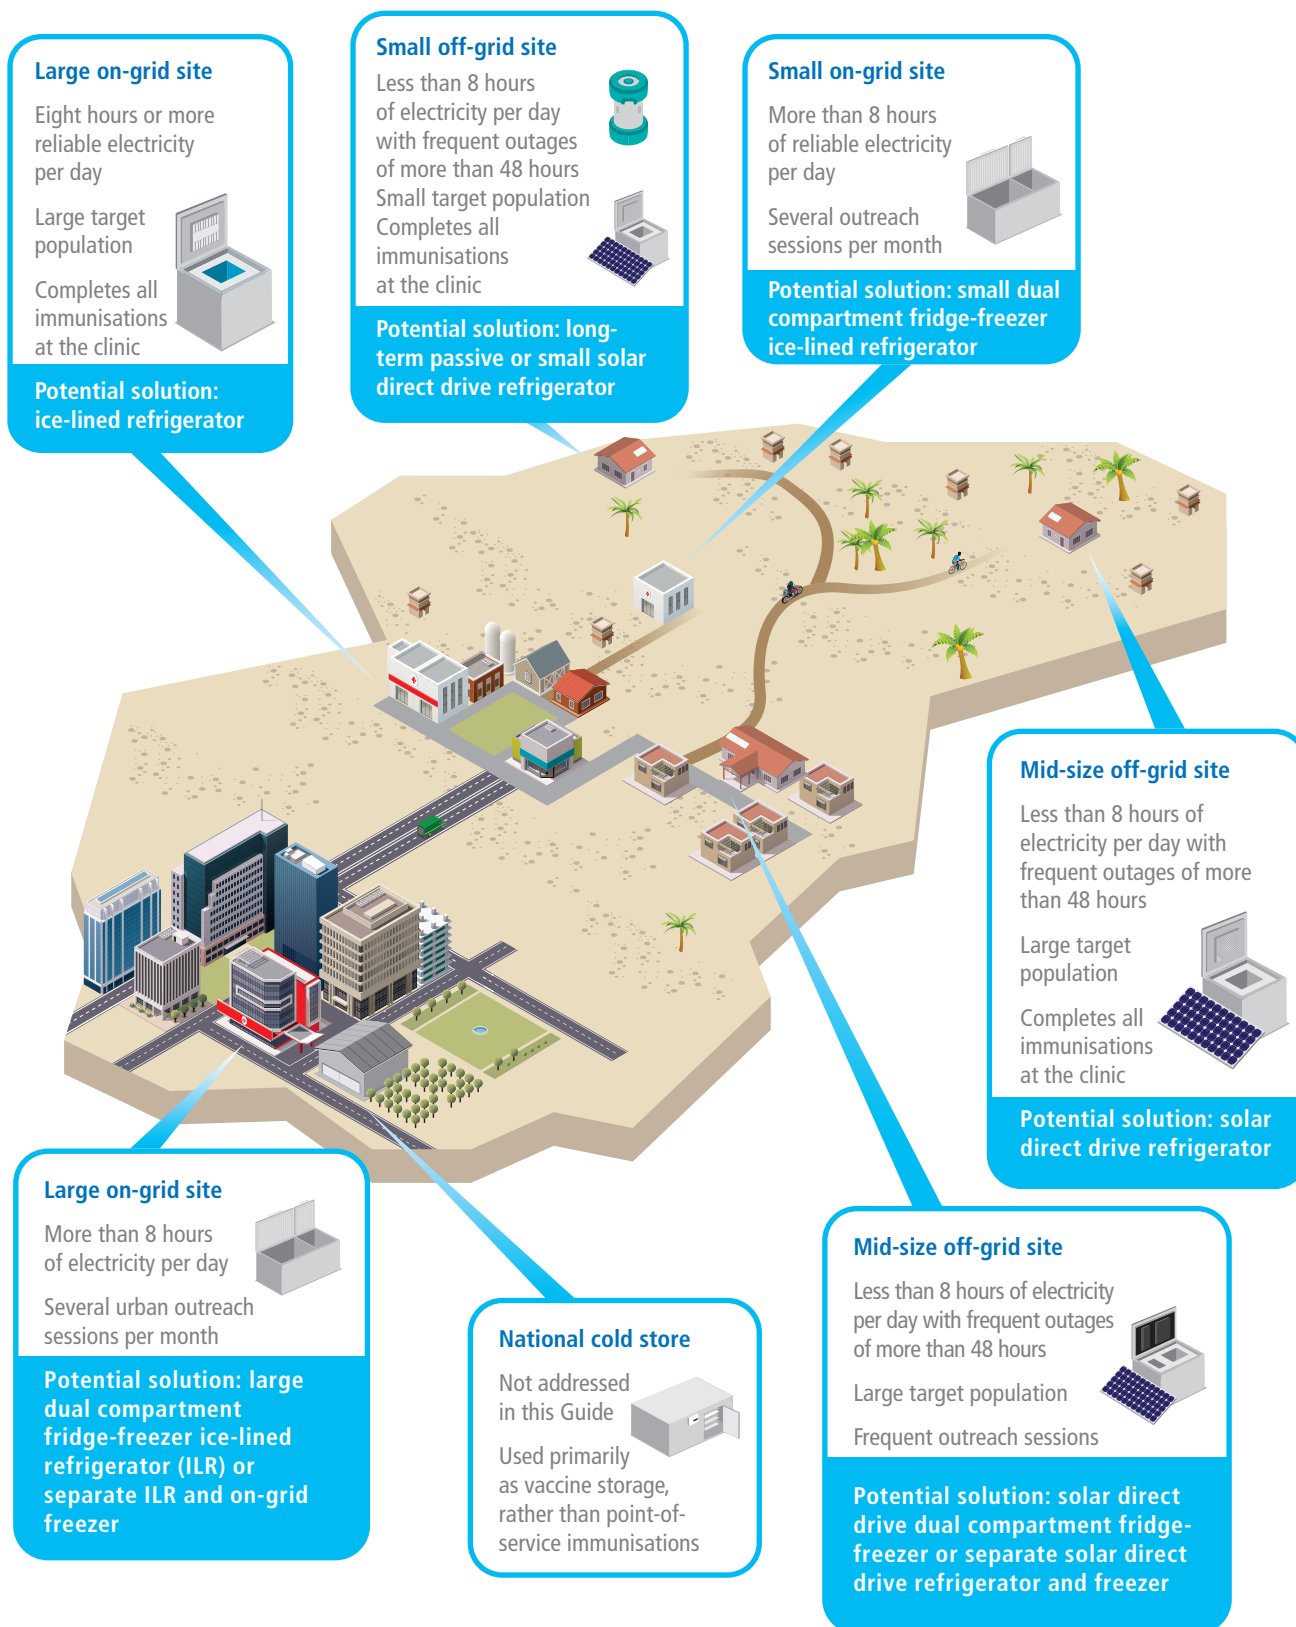 Large on-grid site
Eight hours or more
reliable electricity
per day
Large target
population
Completes all
immunisations
at the clinic
Potential solution:
ice-lined refrigerator
Small off-grid site
Less than 8 hours
of electricity per day
with frequent outages
of more than 48 hours
Small target population
Completes all
immunisations
at the clinic
Potential solution: long-
term passive or small solar
direct drive refrigerator
Small on-grid site
More than 8 hours
of reliable electricity
per day
Several outreach
sessions per month
Potential solution: small dual
compartment fridge-freezer
ice-lined refrigerator
Mid-size off-grid site
Less than 8 hours of
electricity per day with
frequent outages of more
than 48 hours
Large target
population
Completes all
immunisations
at the clinic
Potential solution: solar
direct drive refrigerator
Large on-grid site
More than 8 hours
of electricity per day
Several urban outreach
sessions per month
Potential solution: large
dual compartment
fridge-freezer ice-lined
refrigerator (ILR) or
separate ILR and on-grid
freezer
National cold store
Not addressed
in this Guide
Used primarily
as vaccine storage,
rather than point-of-
service immunisations
Mid-size off-grid site
Less than 8 hours of electricity
per day with frequent outages
of more than 48 hours
Large target population
Frequent outreach sessions
Potential solution: solar direct
drive dual compartment fridge-
freezer or separate solar direct
drive refrigerator and freezer